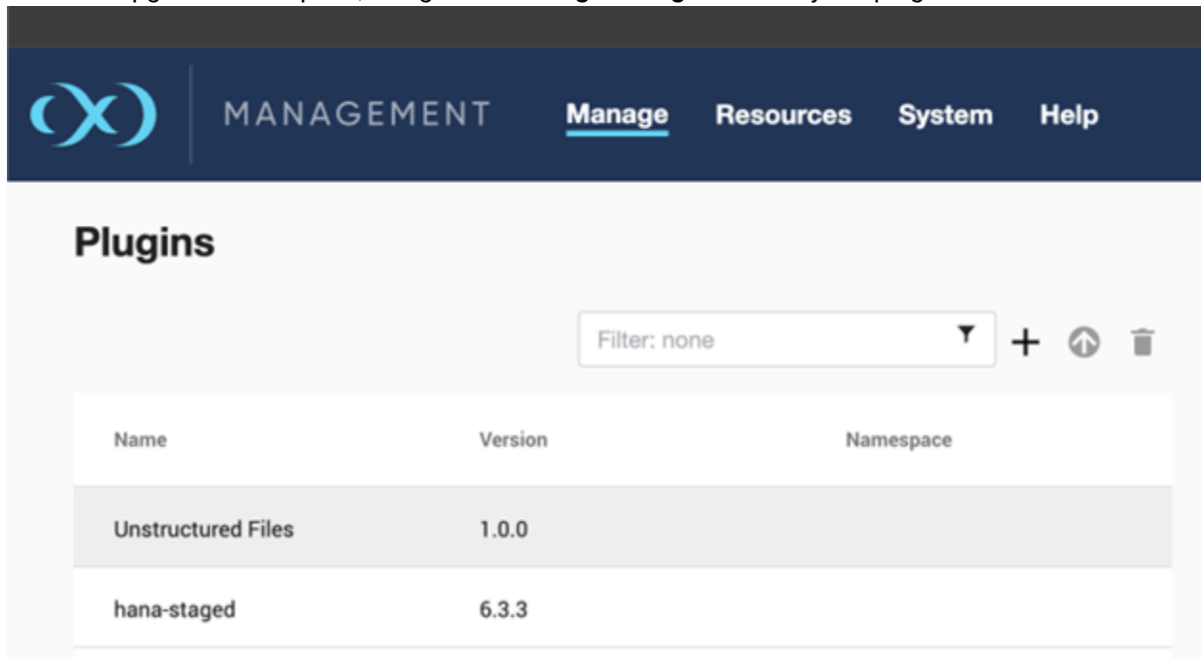 MANAGEMENT Manage Resources System Help
Plugins
Filter: none
Name Version Namespace
Unstructured Files 1.0.0
hana-staged 6.3.3